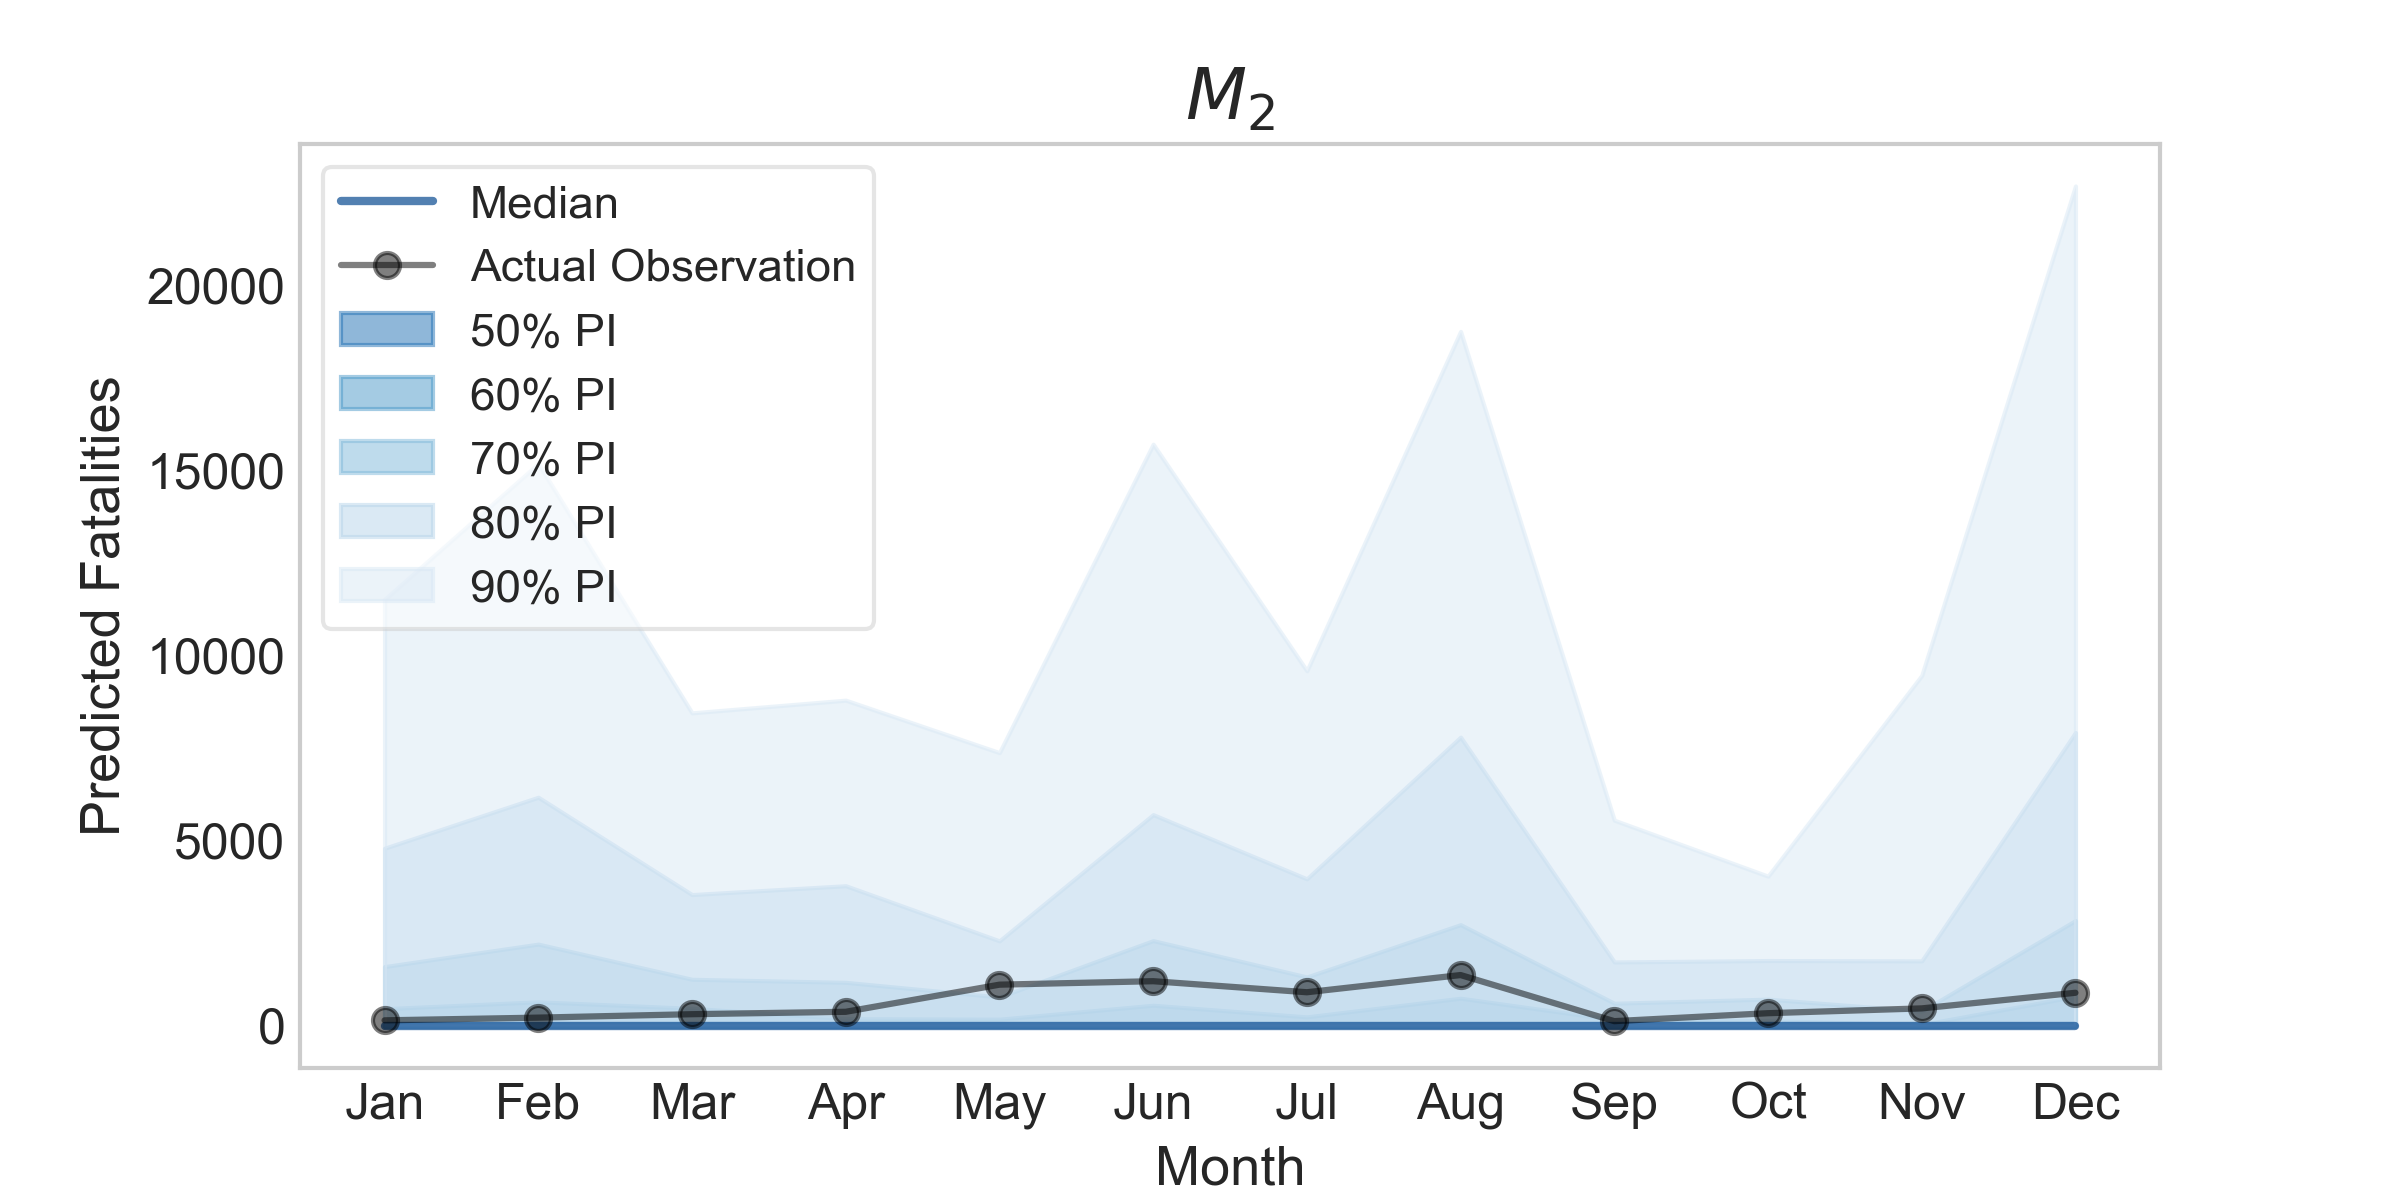 M₂
Median
Actual Observation
50% PI
60% PI
70% PI
80% PI
90% PI
Predicted Fatalities
20000
15000
10000
5000
0
Jan Feb Mar Apr May Jun Jul Aug Sep Oct Nov Dec
Month